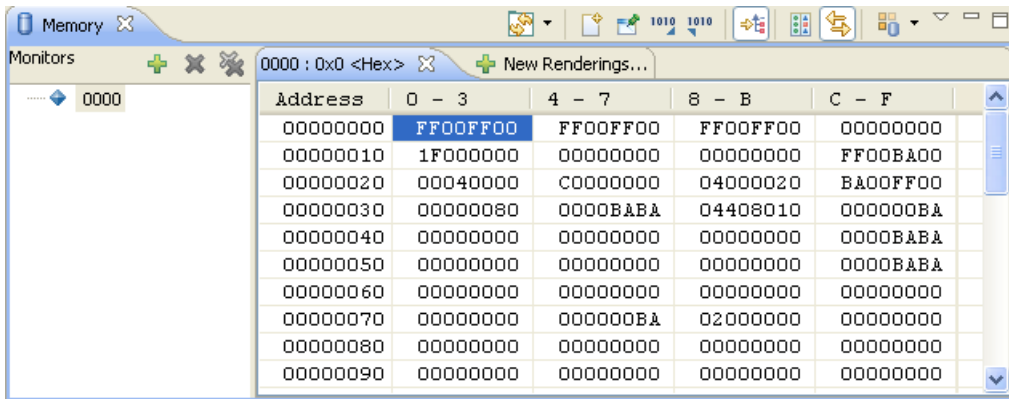 Memory
1010 1010
Monitors
0000 : 0x0 <Hex>
New Renderings...
0000
Address 0 - 3 4 - 7 8 - B C - F
00000000 FF00FF00 FF00FF00 FF00FF00 00000000
00000010 1F000000 00000000 00000000 FF00BA00
00000020 00040000 C0000000 04000020 BA00FF00
00000030 00000080 0000BABA 04408010 000000BA
00000040 00000000 00000000 00000000 0000BABA
00000050 00000000 00000000 00000000 0000BABA
00000060 00000000 00000000 00000000 00000000
00000070 00000000 000000BA 02000000 00000000
00000080 00000000 00000000 00000000 00000000
00000090 00000000 00000000 00000000 00000000